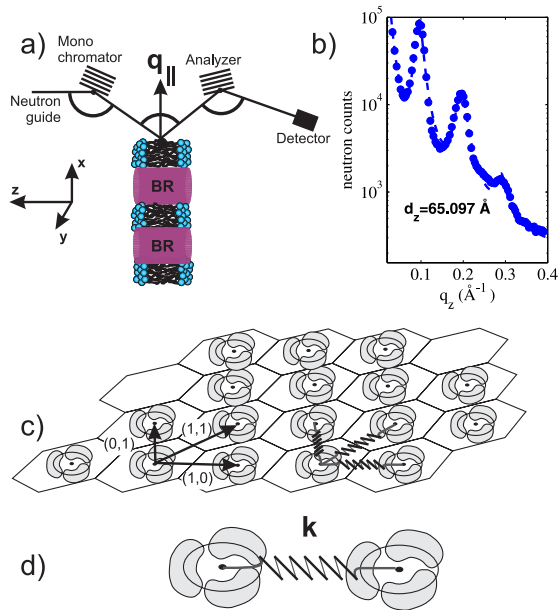 a)
Mono
chromator
Neutron
guide
q||
Analyzer
Detector
x
z
y
BR
BR
b)
10^5
10^4
10^3
neutron counts
d_z=65.097 Å
0.1
0.2
0.3
0.4
q_z (Å^-1)
c)
(0,1)
(1,1)
(1,0)
d)
k